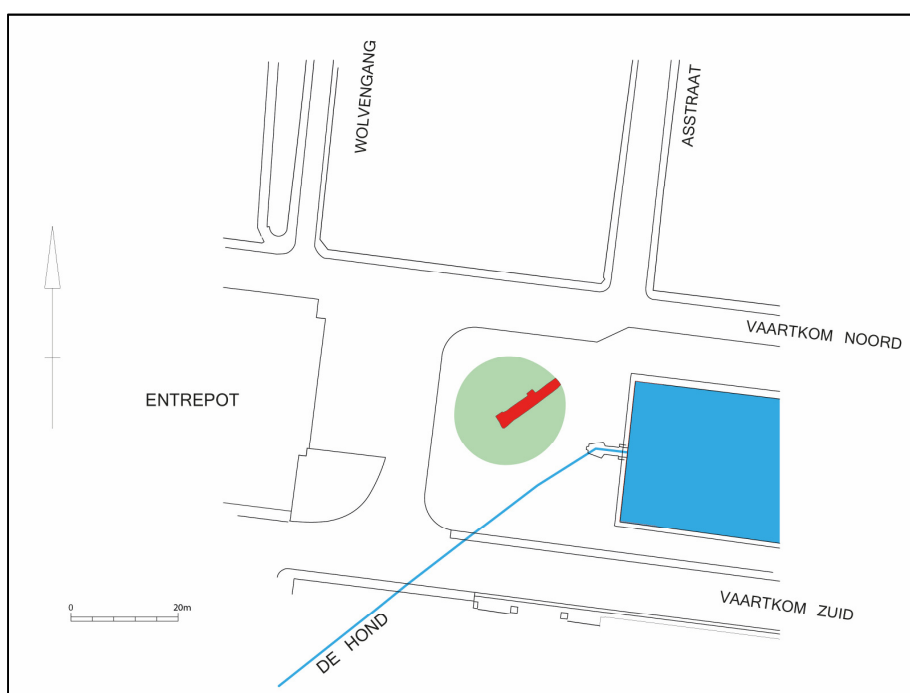 WOLVENGANG
ASSTRAAT
VAARTKOM NOORD
ENTREPOT
VAARTKOM ZUID
DE HOND
0 20m